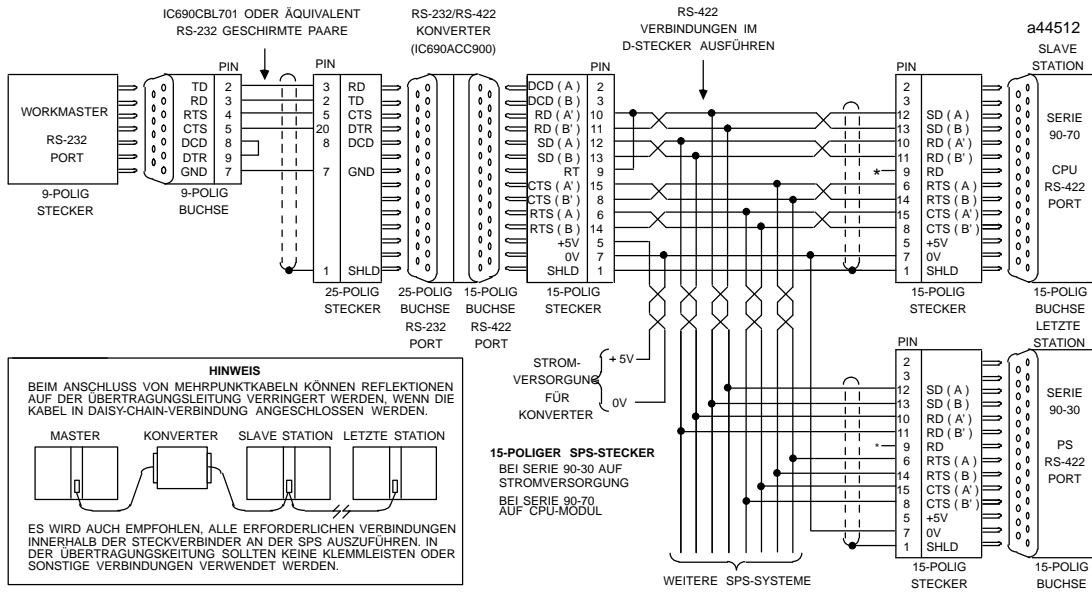 IC690CBL701 ODER ÄQUIVALENT
RS-232 GESCHIRMTE PAARE
RS-232/RS-422
KONVERTER
(IC690ACC900)
RS-422
VERBINDUNGEN IM
D-STECKER AUSFÜHREN
a44512
SLAVE
STATION
WORKMASTER
RS-232
PORT
9-POLIG
STECKER
PIN
TD 2
RD 3
RTS 4
CTS 5
DCD 8
DTR 9
GND 7
9-POLIG
BUCHSE
PIN
3 RD
2 TD
5 CTS
20 DTR
8 DCD
7 GND
1 SHLD
25-POLIG
STECKER
25-POLIG
BUCHSE
RS-232
PORT
15-POLIG
BUCHSE
RS-422
PORT
PIN
DCD ( A ) 2
DCD ( B ) 3
RD ( A' ) 10
RD ( B' ) 11
SD ( A ) 12
SD ( B ) 13
RT 9
CTS ( A' ) 15
CTS ( B' ) 8
RTS ( A ) 6
RTS ( B ) 14
+5V 5
0V 7
SHLD 1
15-POLIG
STECKER
PIN
2
3
12 SD ( A )
13 SD ( B )
10 RD ( A' )
11 RD ( B' )
* 9 RD
6 RTS ( A )
14 RTS ( B )
15 CTS ( A' )
8 CTS ( B' )
5 +5V
7 0V
1 SHLD
15-POLIG
STECKER
SERIE
90-70
CPU
RS-422
PORT
15-POLIG
BUCHSE
LETZTE
STATION
PIN
2
3
12 SD ( A )
13 SD ( B )
10 RD ( A' )
11 RD ( B' )
* 9 RD
6 RTS ( A )
14 RTS ( B )
15 CTS ( A' )
8 CTS ( B' )
5 +5V
7 0V
1 SHLD
15-POLIG
STECKER
SERIE
90-30
PS
RS-422
PORT
15-POLIG
BUCHSE
STROM-
VERSORGUNG
FÜR
KONVERTER
+ 5V
0V
15-POLIGER SPS-STECKER
BEI SERIE 90-30 AUF
STROMVERSORGUNG
BEI SERIE 90-70
AUF CPU-MODUL
WEITERE SPS-SYSTEME
HINWEIS
BEIM ANSCHLUSS VON MEHRPUNKTKABELN KÖNNEN REFLEKTIONEN
AUF DER ÜBERTRAGUNGSLEITUNG VERRINGERT WERDEN, WENN DIE
KABEL IN DAISY-CHAIN-VERBINDUNG ANGESCHLOSSEN WERDEN.
MASTER KONVERTER SLAVE STATION LETZTE STATION
ES WIRD AUCH EMPFOHLEN, ALLE ERFORDERLICHEN VERBINDUNGEN
INNERHALB DER STECKVERBINDER AN DER SPS AUSZUFÜHREN. IN
DER ÜBERTRAGUNGSKEITUNG SOLLTEN KEINE KLEMMLEISTEN ODER
SONSTIGE VERBINDUNGEN VERWENDET WERDEN.